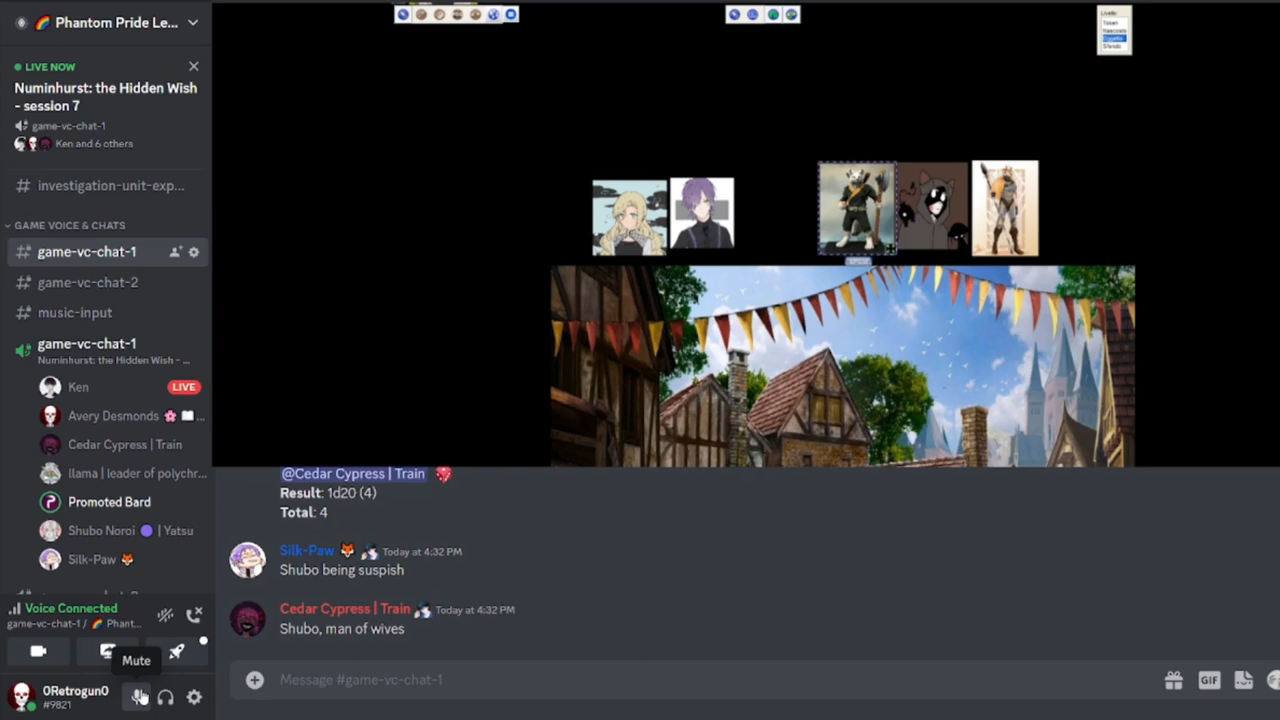 Phantom Pride Le...
LIVE NOW
Numinhurst: the Hidden Wish
- session 7
game-vc-chat-1
Ken and 6 others
investigation-unit-exp...
GAME VOICE & CHATS
game-vc-chat-1
game-vc-chat-2
music-input
game-vc-chat-1
Numinhurst: the Hidden Wish - ...
Ken
LIVE
Avery Desmonds ...
Cedar Cypress | Train
llama | leader of polychr...
Promoted Bard
Shubo Noroi | Yatsu
Silk-Paw
Voice Connected
game-vc-chat-1 / Phant...
Mute
0Retrogun0
#9821
Livello
Token
Nascosto
Oggetto
Sfondo
@Cedar Cypress | Train
Result: 1d20 (4)
Total: 4
Silk-Paw Today at 4:32 PM
Shubo being suspish
Cedar Cypress | Train Today at 4:32 PM
Shubo, man of wives
Message #game-vc-chat-1
GIF